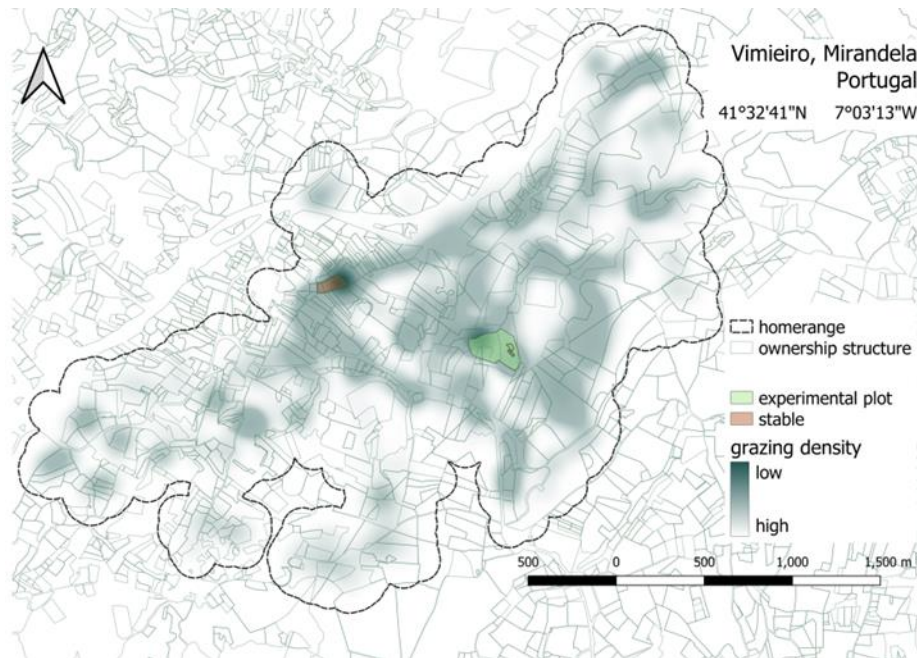 Vimieiro, Mirandela
Portugal
41°32'41"N 7°03'13"W
homerange
ownership structure
experimental plot
stable
grazing density
low
high
500 0 500 1,000 1,500 m